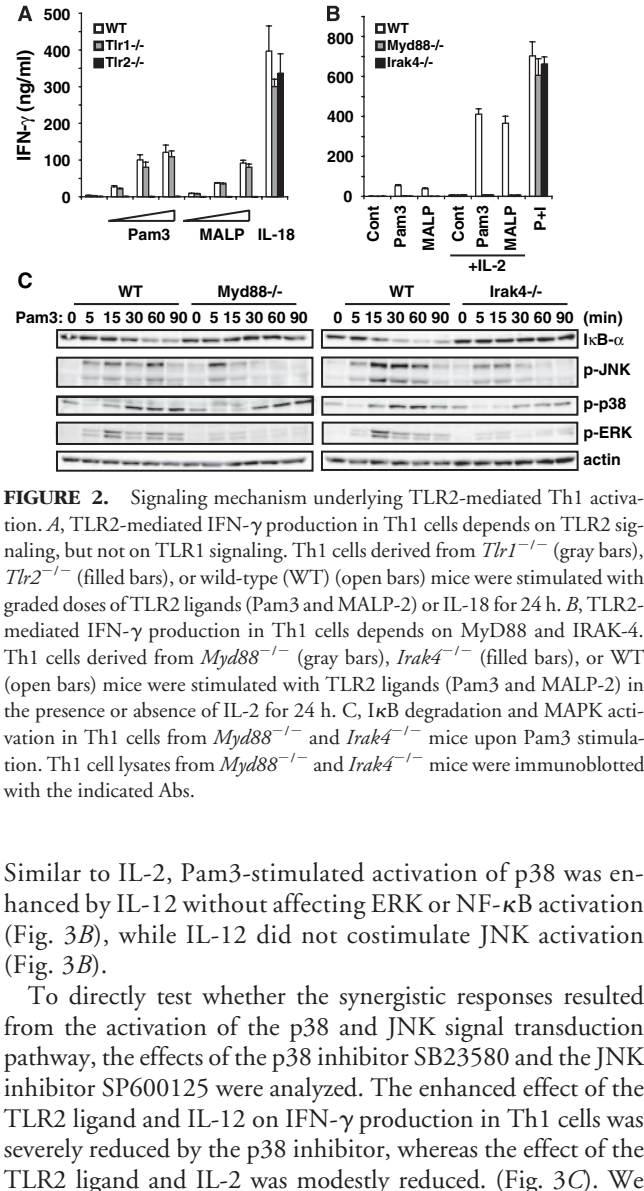 A
500
400
300
200
100
0
IFN-γ (ng/ml)
WT
Tlr1-/-
Tlr2-/-
Pam3 MALP IL-18
B
800
600
400
200
0
WT
Myd88-/-
Irak4-/-
Cont Pam3 MALP Cont Pam3 MALP P+I
+IL-2
C
WT Myd88-/- WT Irak4-/-
Pam3: 0 5 15 30 60 90 0 5 15 30 60 90 0 5 15 30 60 90 0 5 15 30 60 90 (min)
IκB-α
p-JNK
p-p38
p-ERK
actin
FIGURE 2. Signaling mechanism underlying TLR2-mediated Th1 activa-
tion. A, TLR2-mediated IFN-γ production in Th1 cells depends on TLR2 sig-
naling, but not on TLR1 signaling. Th1 cells derived from Tlr1−/− (gray bars),
Tlr2−/− (filled bars), or wild-type (WT) (open bars) mice were stimulated with
graded doses of TLR2 ligands (Pam3 and MALP-2) or IL-18 for 24 h. B, TLR2-
mediated IFN-γ production in Th1 cells depends on MyD88 and IRAK-4.
Th1 cells derived from Myd88−/− (gray bars), Irak4−/− (filled bars), or WT
(open bars) mice were stimulated with TLR2 ligands (Pam3 and MALP-2) in
the presence or absence of IL-2 for 24 h. C, IκB degradation and MAPK acti-
vation in Th1 cells from Myd88−/− and Irak4−/− mice upon Pam3 stimula-
tion. Th1 cell lysates from Myd88−/− and Irak4−/− mice were immunoblotted
with the indicated Abs.
Similar to IL-2, Pam3-stimulated activation of p38 was en-
hanced by IL-12 without affecting ERK or NF-κB activation
(Fig. 3B), while IL-12 did not costimulate JNK activation
(Fig. 3B).
To directly test whether the synergistic responses resulted
from the activation of the p38 and JNK signal transduction
pathway, the effects of the p38 inhibitor SB23580 and the JNK
inhibitor SP600125 were analyzed. The enhanced effect of the
TLR2 ligand and IL-12 on IFN-γ production in Th1 cells was
severely reduced by the p38 inhibitor, whereas the effect of the
TLR2 ligand and IL-2 was modestly reduced. (Fig. 3C). We